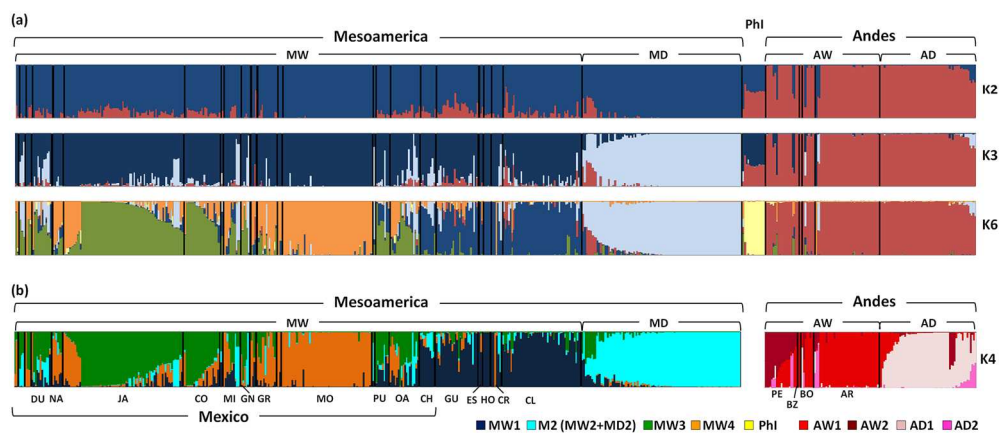 (a)
Mesoamerica PhI Andes
MW MD AW AD
K2
K3
K6
(b)
Mesoamerica Andes
MW MD AW AD
K4
DU NA JA CO MI GN GR MO PU OA CH GU ES HO CR CL PE BZ BO AR
Mexico
MW1 M2 (MW2+MD2) MW3 MW4 PhI AW1 AW2 AD1 AD2